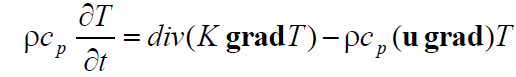 ρc_p ∂T/∂t = div(K grad T) − ρc_p (u grad)T